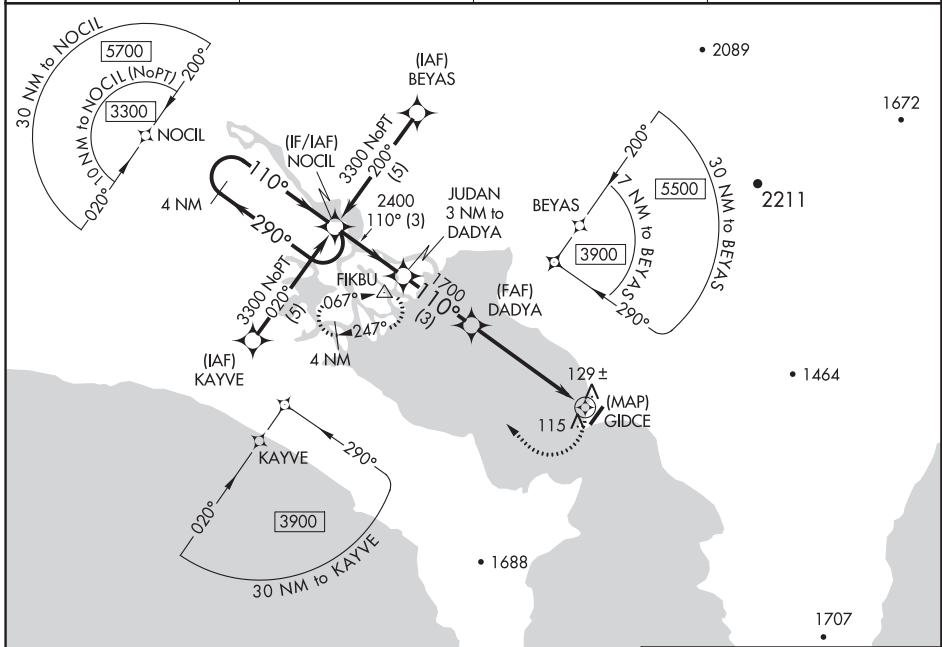 30 NM to NOCIL
5700
10 NM to NOCIL (NoPT)
200°
3300
NOCIL
020°
(IAF)
BEYAS
3300 NoPT
200°
(5)
(IF/IAF)
NOCIL
110°
4 NM
290°
2400
110° (3)
JUDAN
3 NM to
DADYA
FIKBU
067°
247°
4 NM
1700
110°
(3)
(FAF)
DADYA
3300 NoPT
020°
(5)
(IAF)
KAYVE
129 ±
115
(MAP)
GIDCE
2089
1672
2211
1464
1688
1707
200°
30 NM to BEYAS
5500
7 NM to BEYAS
BEYAS
3900
290°
KAYVE
290°
020°
3900
30 NM to KAYVE